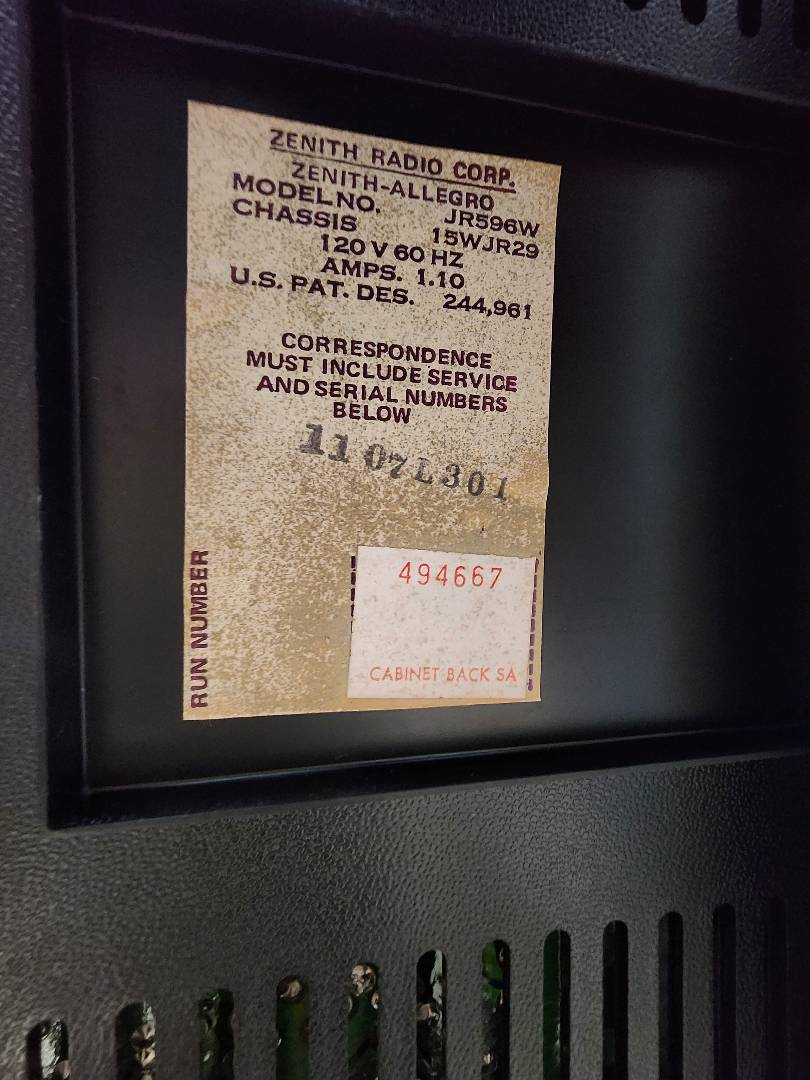 ZENITH RADIO CORP.
ZENITH-ALLEGRO
MODEL NO. JR596W
CHASSIS 15WJR29
120 V 60 HZ
AMPS. 1.10
U.S. PAT. DES. 244,961
CORRESPONDENCE
MUST INCLUDE SERVICE
AND SERIAL NUMBERS
BELOW
11 07L301
RUN NUMBER
494667
CABINET BACK SA